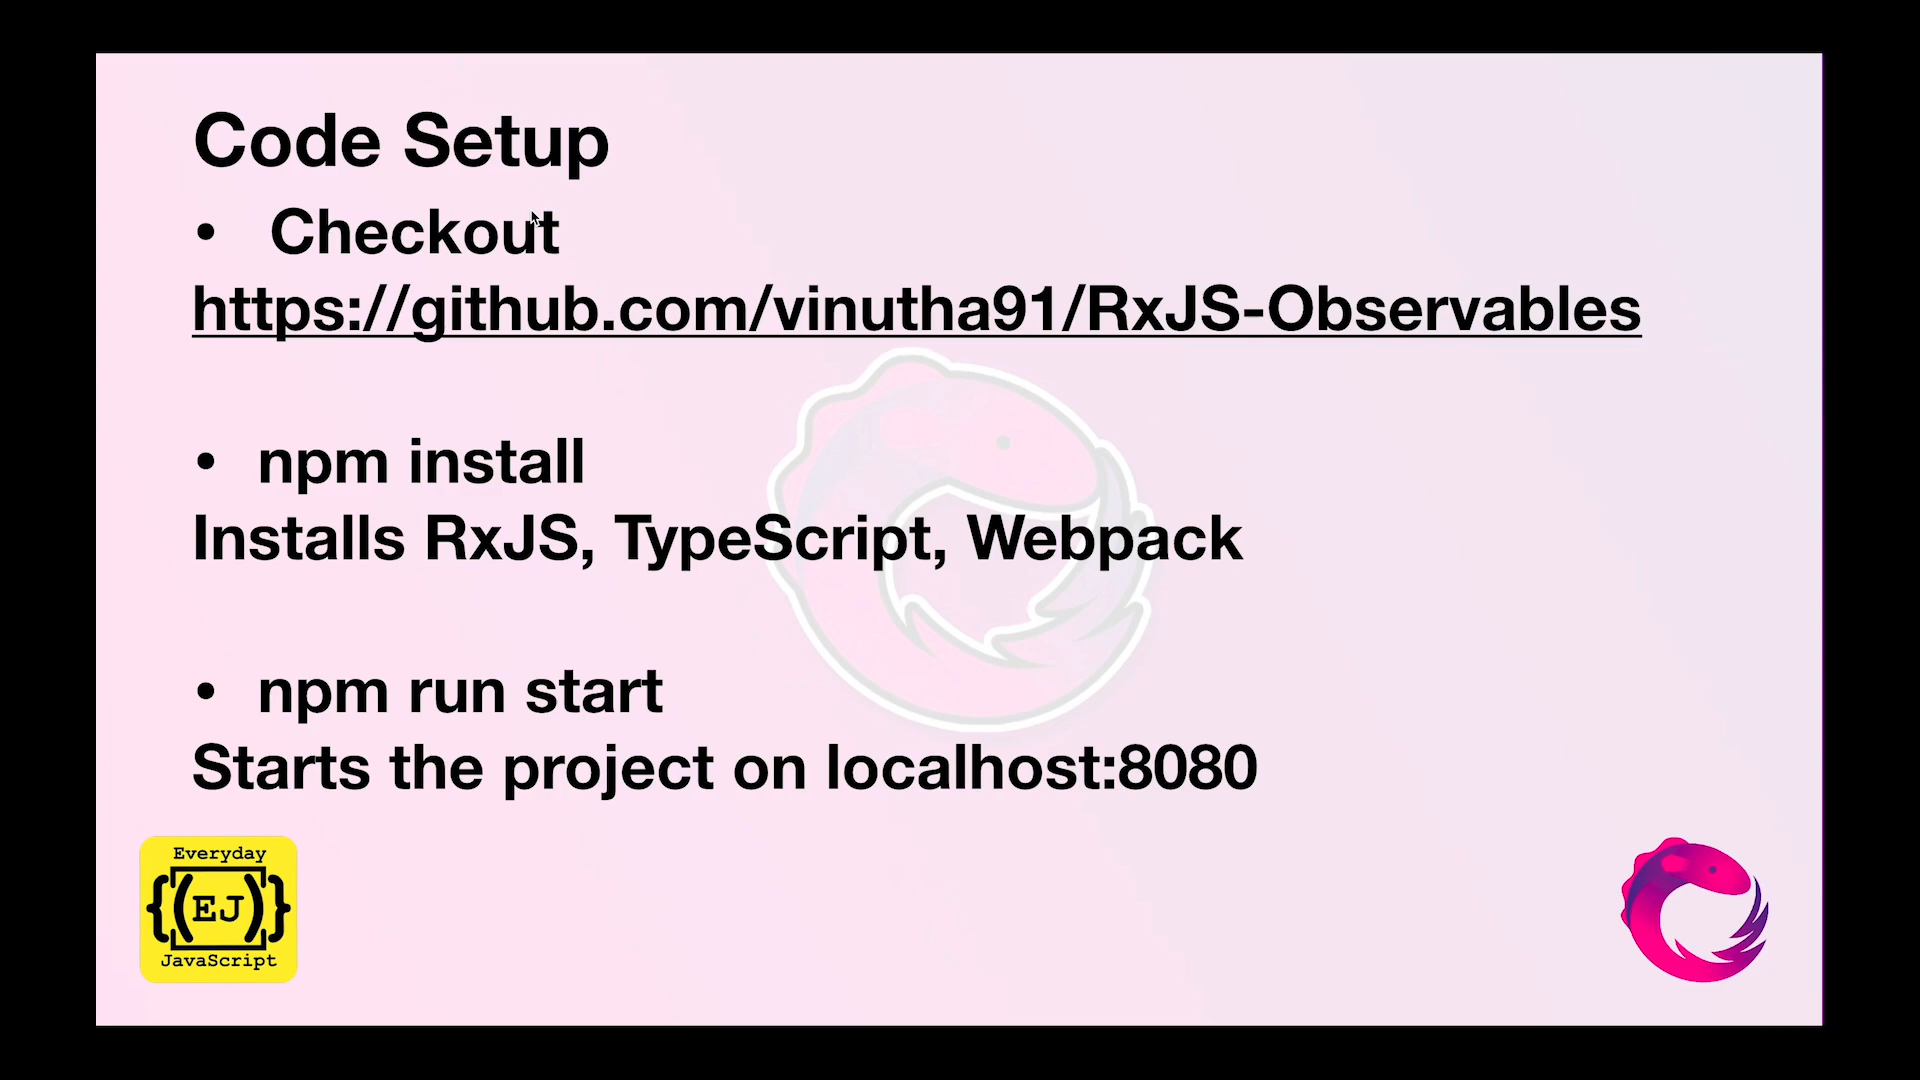 Code Setup
• Checkout
https://github.com/vinutha91/RxJS-Observables
• npm install
Installs RxJS, TypeScript, Webpack
• npm run start
Starts the project on localhost:8080
Everyday
{(EJ)}
JavaScript